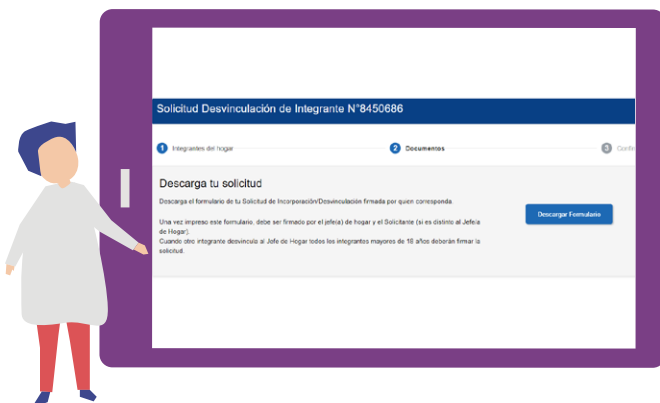 Solicitud Desvinculación de Integrante N°8450686
1 Integrantes del hogar 2 Documentos 3 Confi
Descarga tu solicitud
Descarga el formulario de tu Solicitud de Incorporación/Desvinculación firmada por quien corresponda.
Una vez impreso este formulario, debe ser firmado por el jefe(a) de hogar y el Solicitante (si es distinto al Jefe/a
de Hogar).
Cuando otro integrante desvincula al Jefe de Hogar todos los integrantes mayores de 18 años deberán firmar la
solicitud.
Descargar Formulario